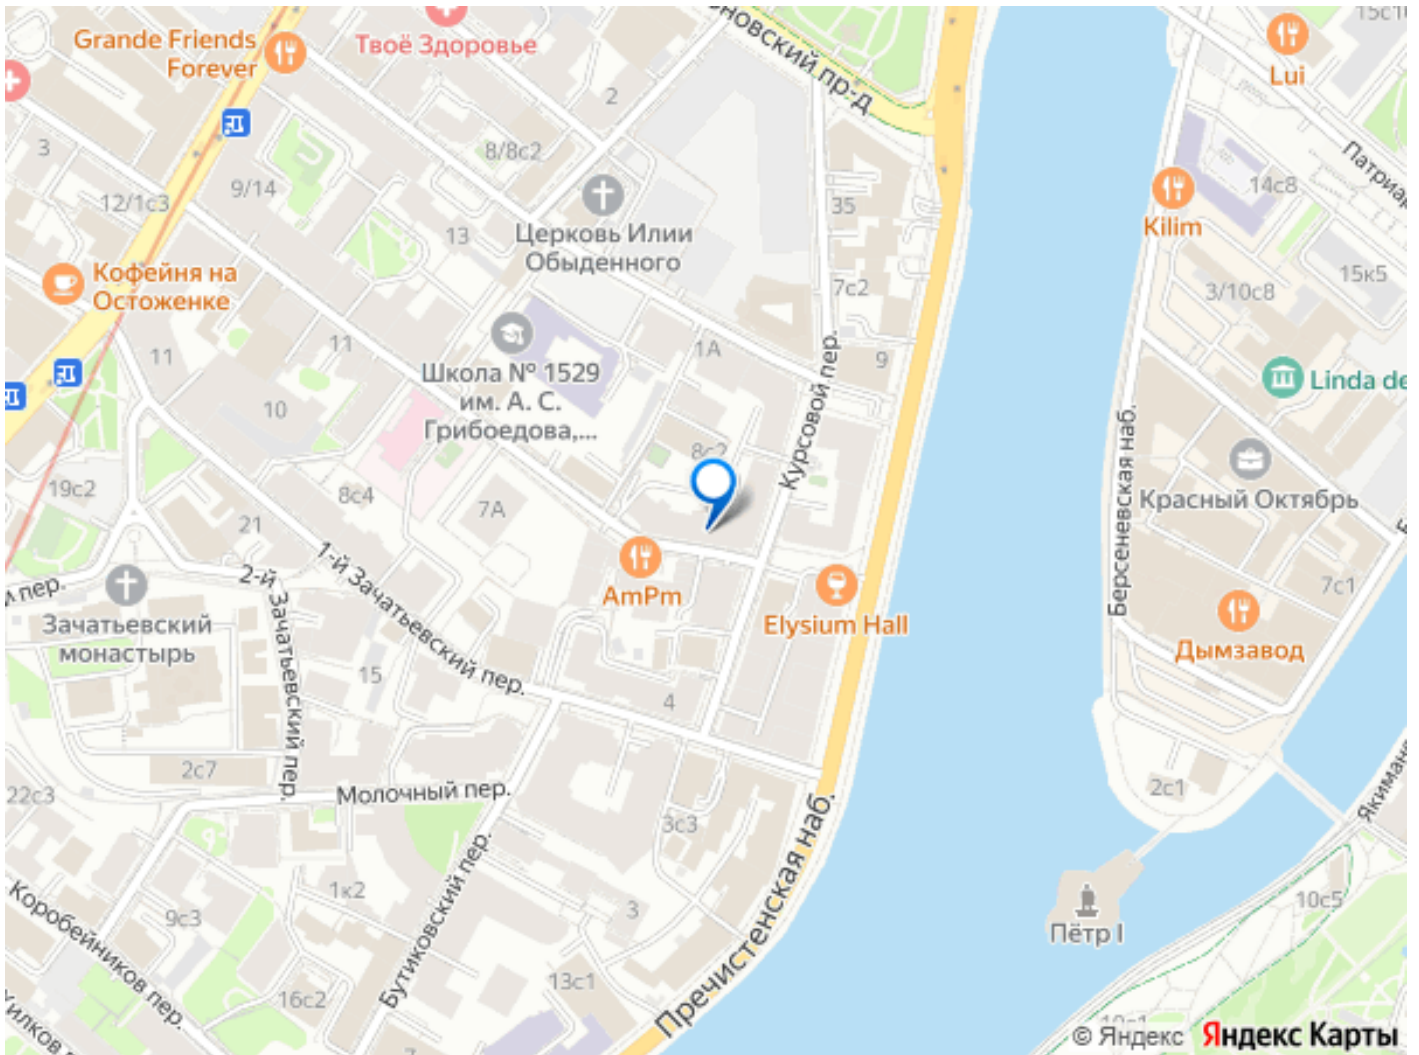 Grande Friends
Forever
Твоё Здоровье
новский пр-д
Lui
Патриар
2
3
8/8с2
9/14
12/1с3
14с8
Kilim
35
13
Церковь Илии
Обыденного
Кофейня на
Остоженке
7с2
3/10с8
15к5
11
11
1А
9
Школа № 1529
им. А. С.
Грибоедова,...
Linda de
10
Курсовой пер.
Берсеневская наб.
8с2
Красный Октябрь
19с2
8с4
7А
21
1-й Зачатьевский пер.
2-й Зачатьевский пер.
пер.
AmPm
Elysium Hall
7с1
Дымзавод
Зачатьевский
монастырь
15
4
2с7
22с3
Молочный пер.
2с1
Якиман
3с3
Пречистенская наб.
Бутиковский пер.
1к2
Коробейников пер.
9с3
3
Пётр I
10с5
13с1
16с2
Хилков
© Яндекс Яндекс Карты